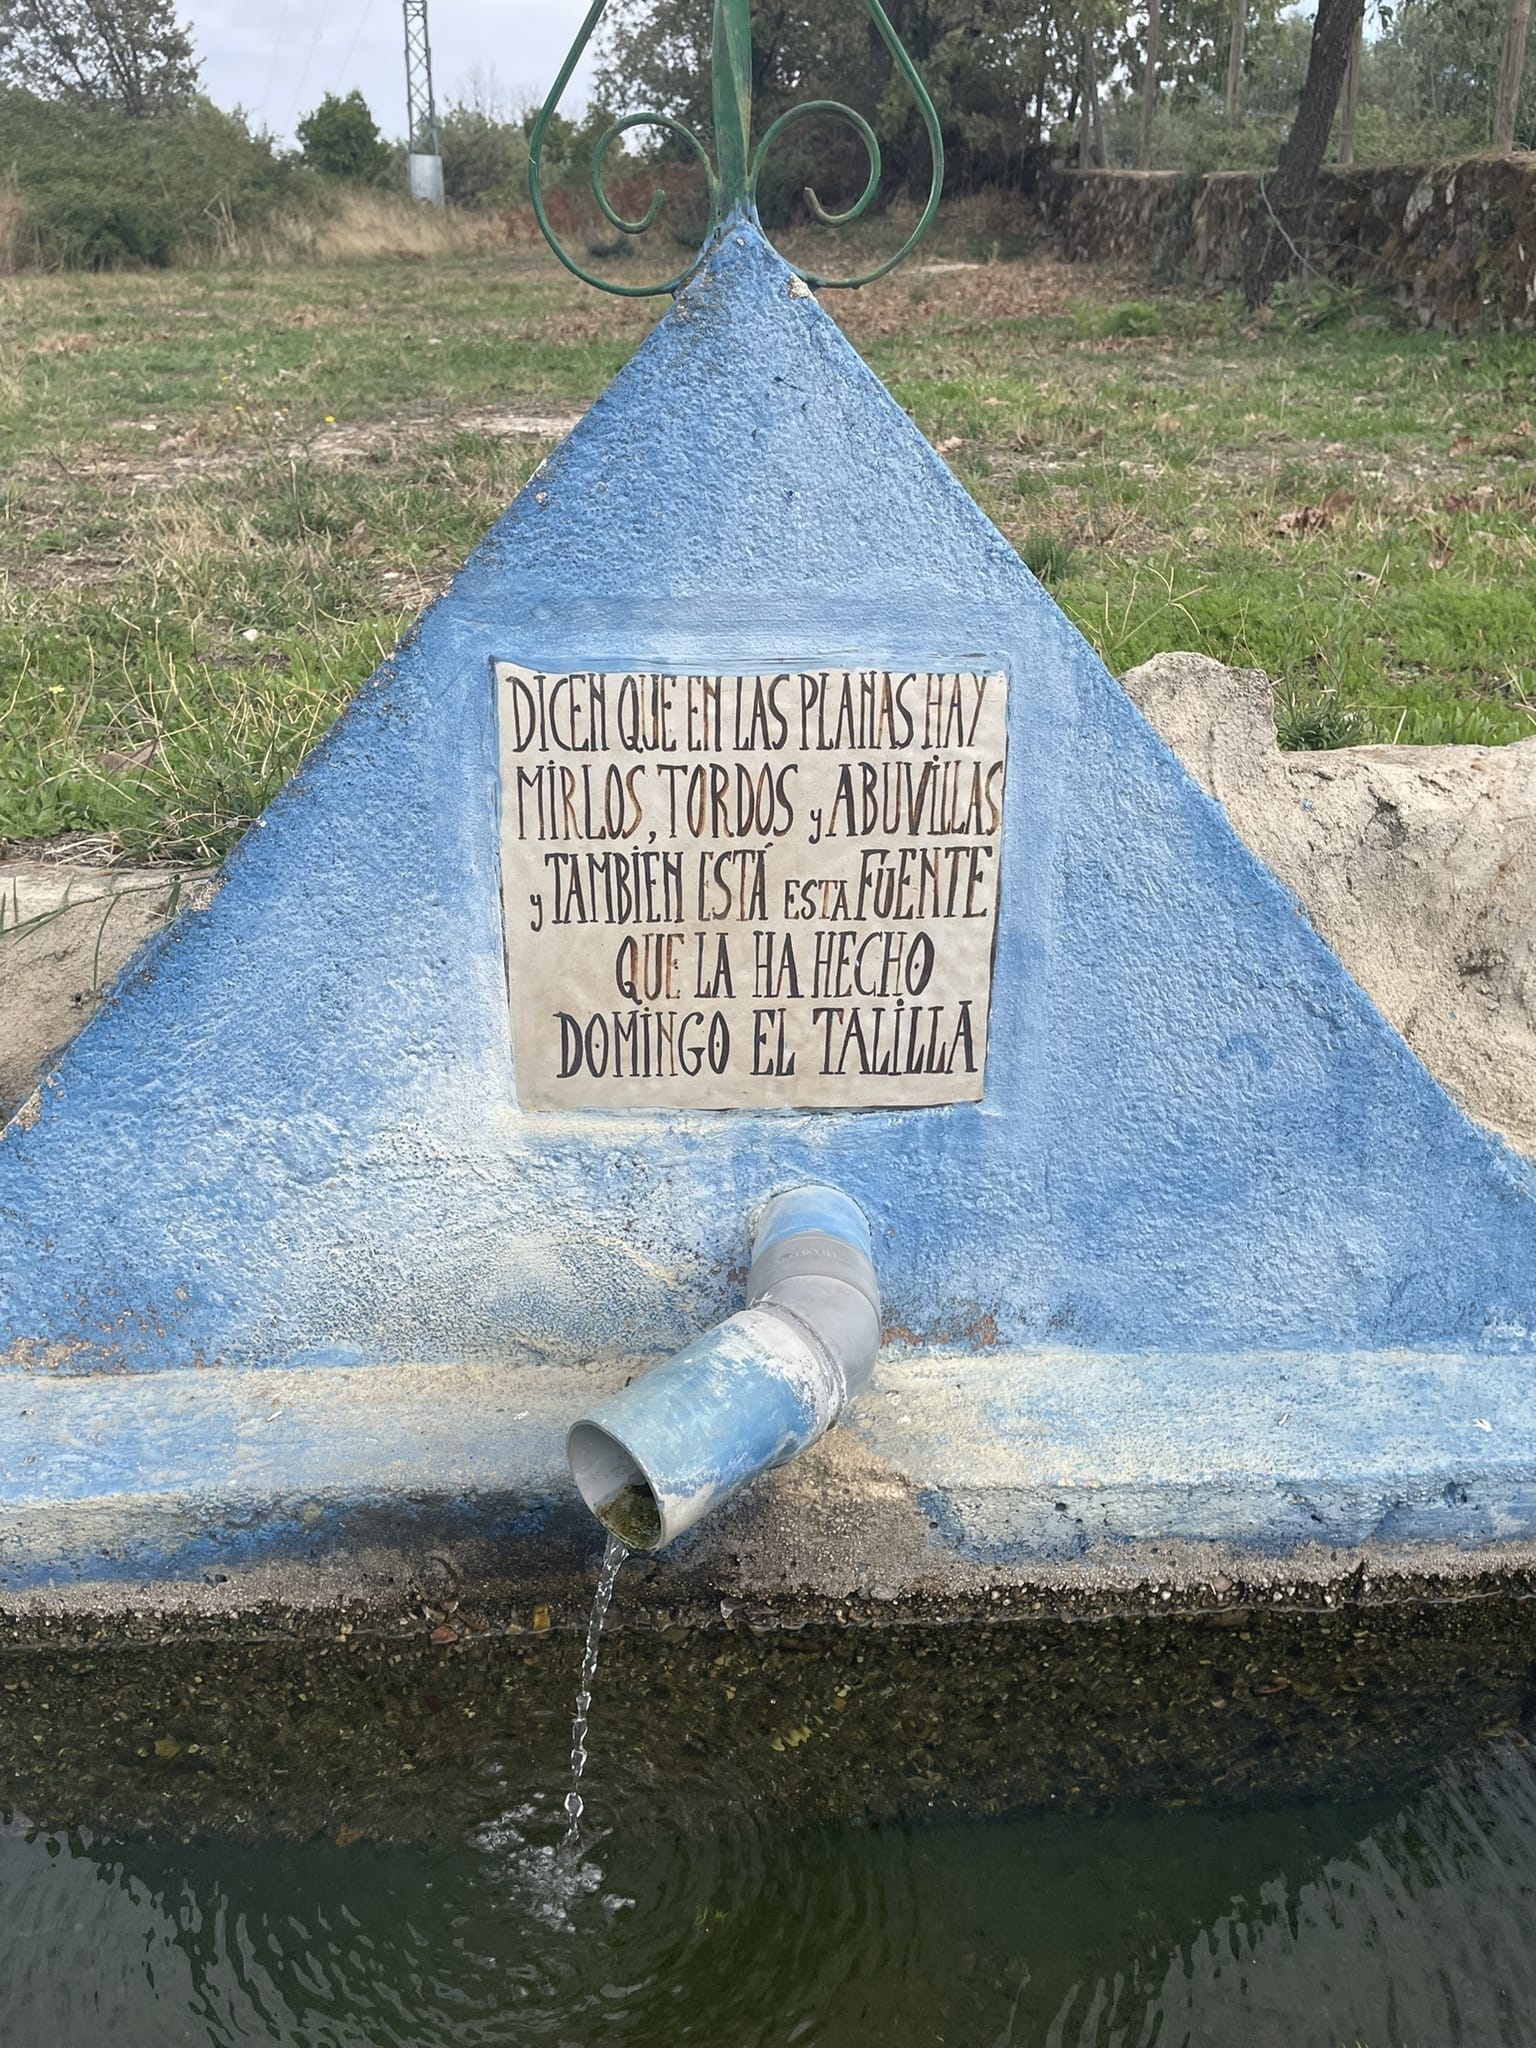 DICEN QUE EN LAS PLANAS HAY
MIRLOS, TORDOS y ABUVILLAS
y TAMBIEN ESTÁ ESTA FUENTE
QUE LA HA HECHO
DOMINGO EL TALILLA